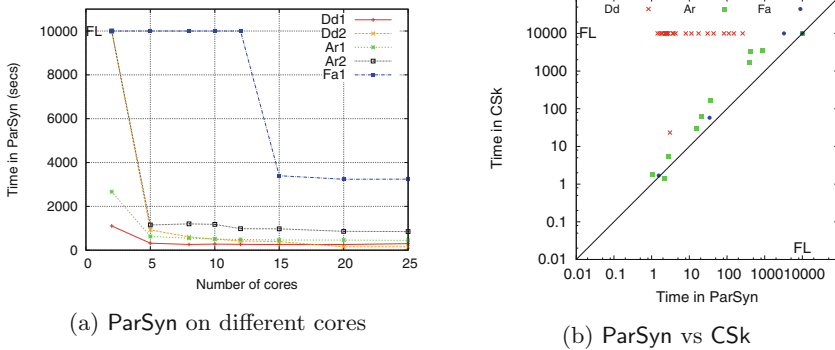 Time in ParSyn (secs)
10000
8000
6000
4000
2000
0
FL
Dd1
Dd2
Ar1
Ar2
Fa1
0 5 10 15 20 25
Number of cores
(a) ParSyn on different cores
Dd Ar Fa
Time in CSk
10000
1000
100
10
1
0.1
0.01
FL
FL
0.01 0.1 1 10 100 1000 10000
Time in ParSyn
(b) ParSyn vs CSk